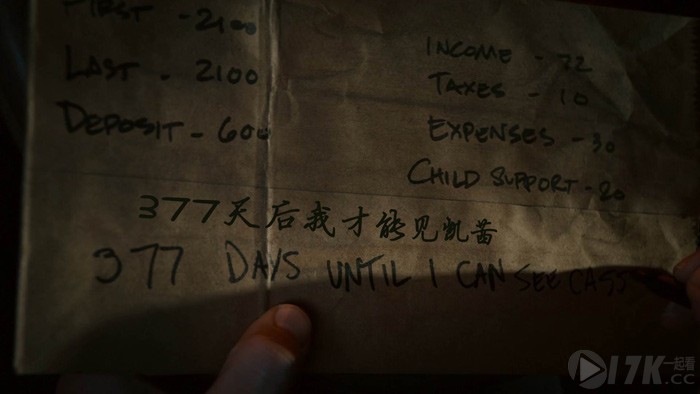 FIRST - 2100
LAST - 2100
DEPOSIT - 600
INCOME - 72
TAXES - 10
EXPENSES - 30
CHILD SUPPORT - 20
377天后我才能见凯茜
377 DAYS UNTIL I CAN SEE CASS
17K 一起看
.CC